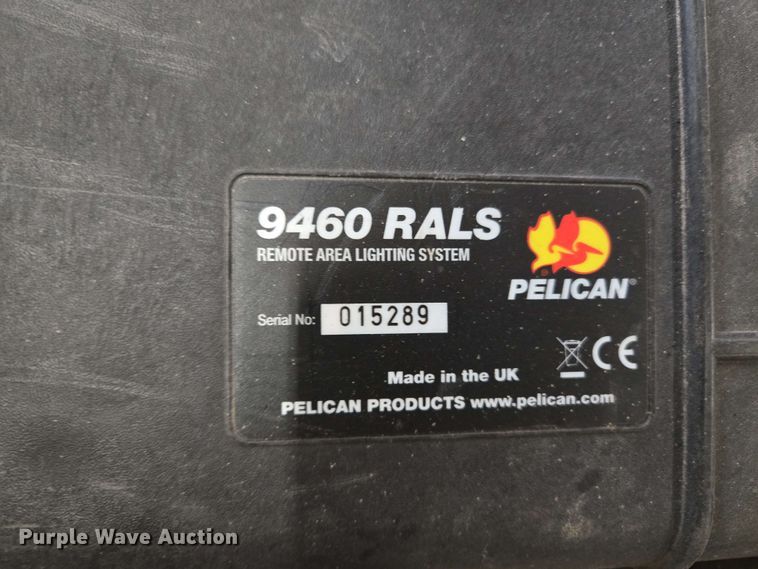 9460 RALS
REMOTE AREA LIGHTING SYSTEM
PELICAN®
Serial No: 015289
CE
Made in the UK
PELICAN PRODUCTS www.pelican.com
Purple Wave Auction